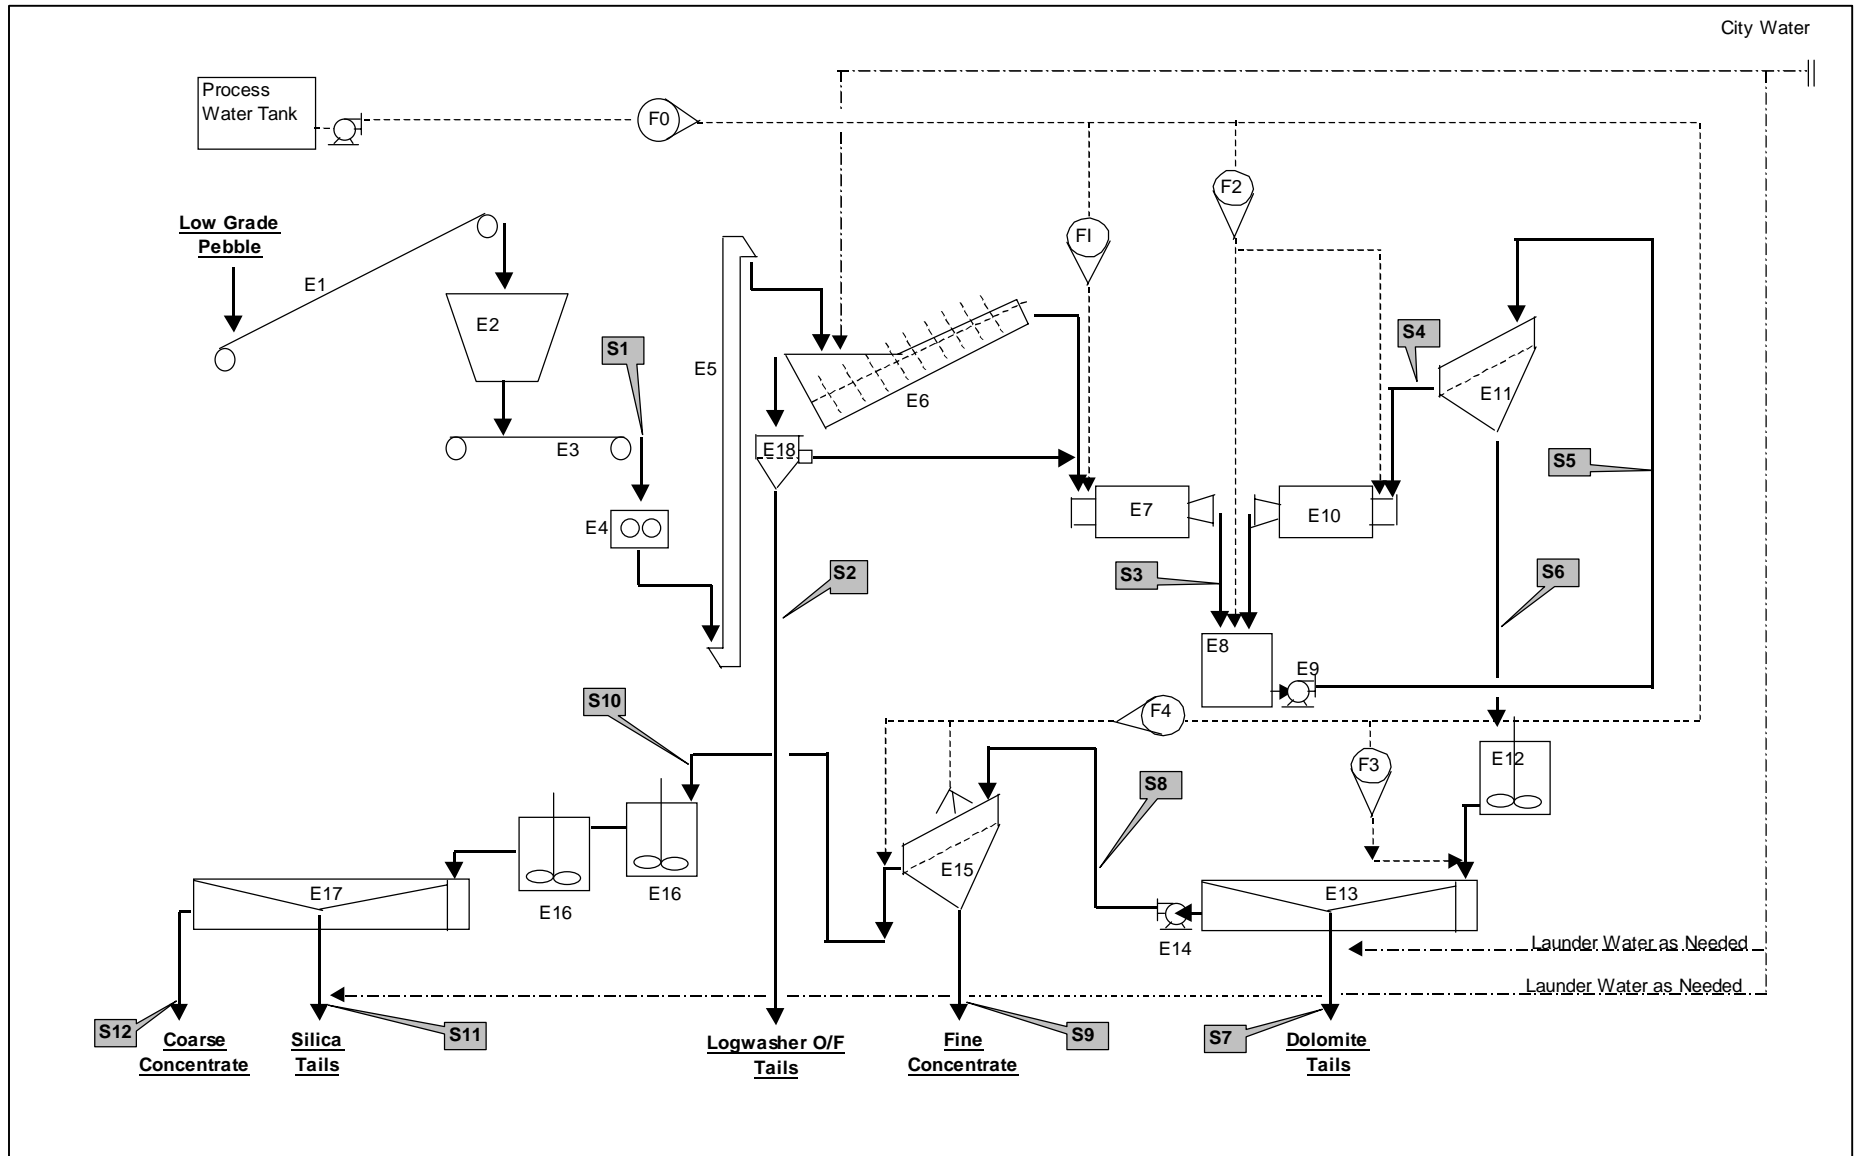 City Water
Process
Water Tank
F0
F2
Low Grade
Pebble
FI
E1
E2
S1
S4
E5
E11
E6
E3
E18
S5
E4
E7
E10
S2
S3
S6
E8
E9
S10
F4
E12
F3
S8
E15
E17
E13
E16
E16
E14
Launder Water as Needed
Launder Water as Needed
S12
S11
S9
S7
Coarse
Concentrate
Silica
Tails
Logwasher O/F
Tails
Fine
Concentrate
Dolomite
Tails